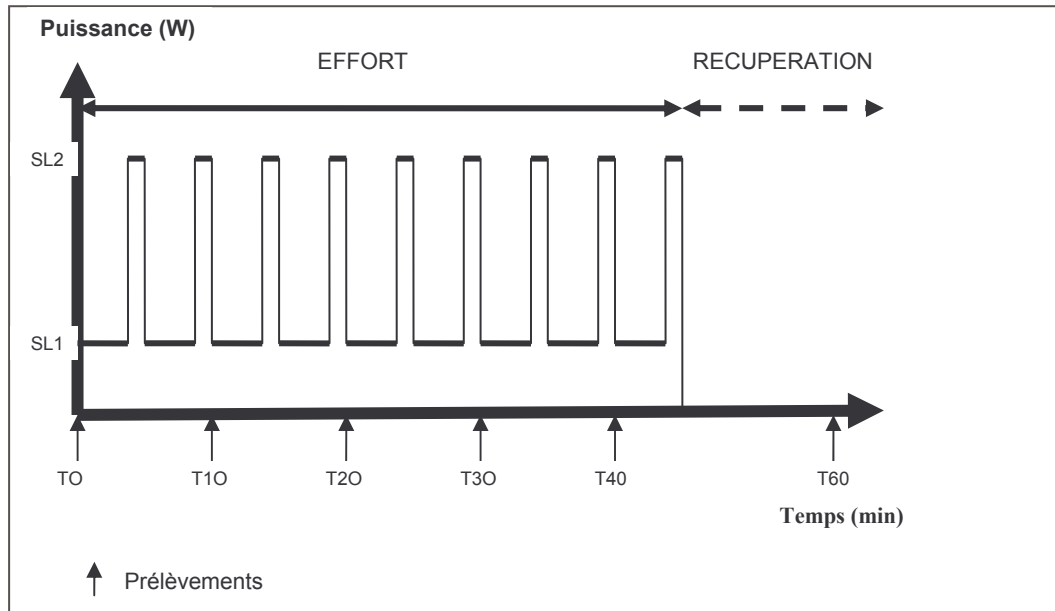 Puissance (W)
EFFORT
RECUPERATION
SL2
SL1
TO
T1O
T2O
T3O
T40
T60
Temps (min)
Prélèvements